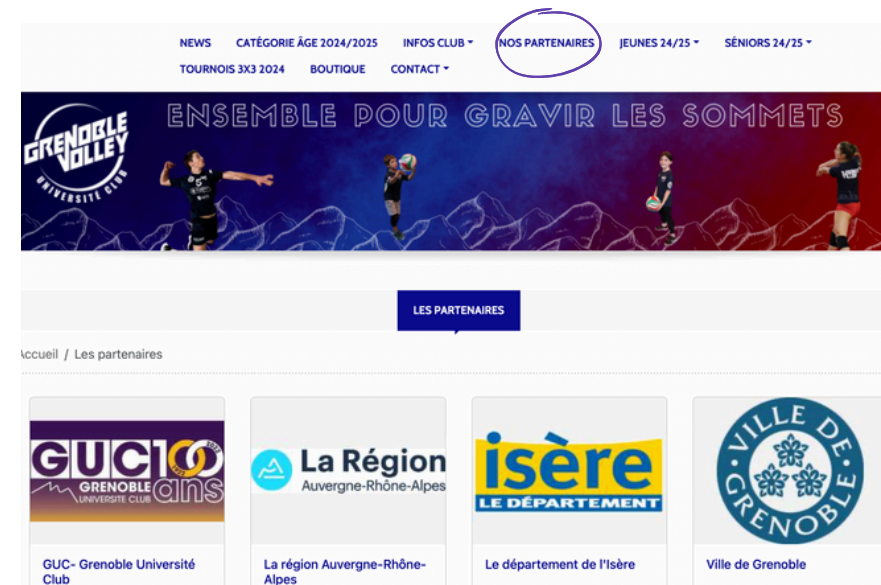 NEWS CATÉGORIE ÂGE 2024/2025 INFOS CLUB NOS PARTENAIRES JEUNES 24/25 SÉNIORS 24/25
TOURNOIS 3X3 2024 BOUTIQUE CONTACT
ENSEMBLE POUR GRAVIR LES SOMMETS
GRENOBLE
VOLLEY
UNIVERSITE CLUB
LES PARTENAIRES
Accueil / Les partenaires
GUC100
GRENOBLE
UNIVERSITE CLUB
ans
La Région
Auvergne-Rhône-Alpes
isère
LE DÉPARTEMENT
VILLE DE GRENOBLE
GUC- Grenoble Université
Club
La région Auvergne-Rhône-
Alpes
Le département de l'Isère
Ville de Grenoble